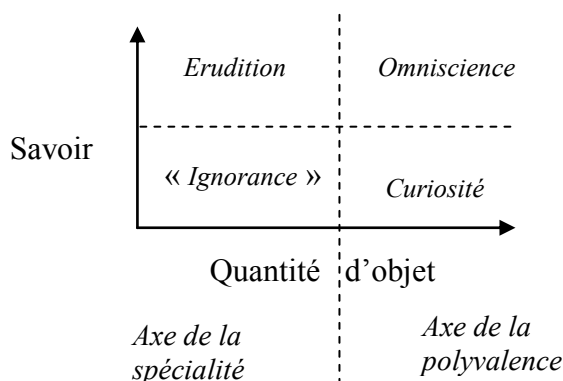 Erudition Omniscience
Savoir
« Ignorance » Curiosité
Quantité d’objet
Axe de la spécialité
Axe de la polyvalence